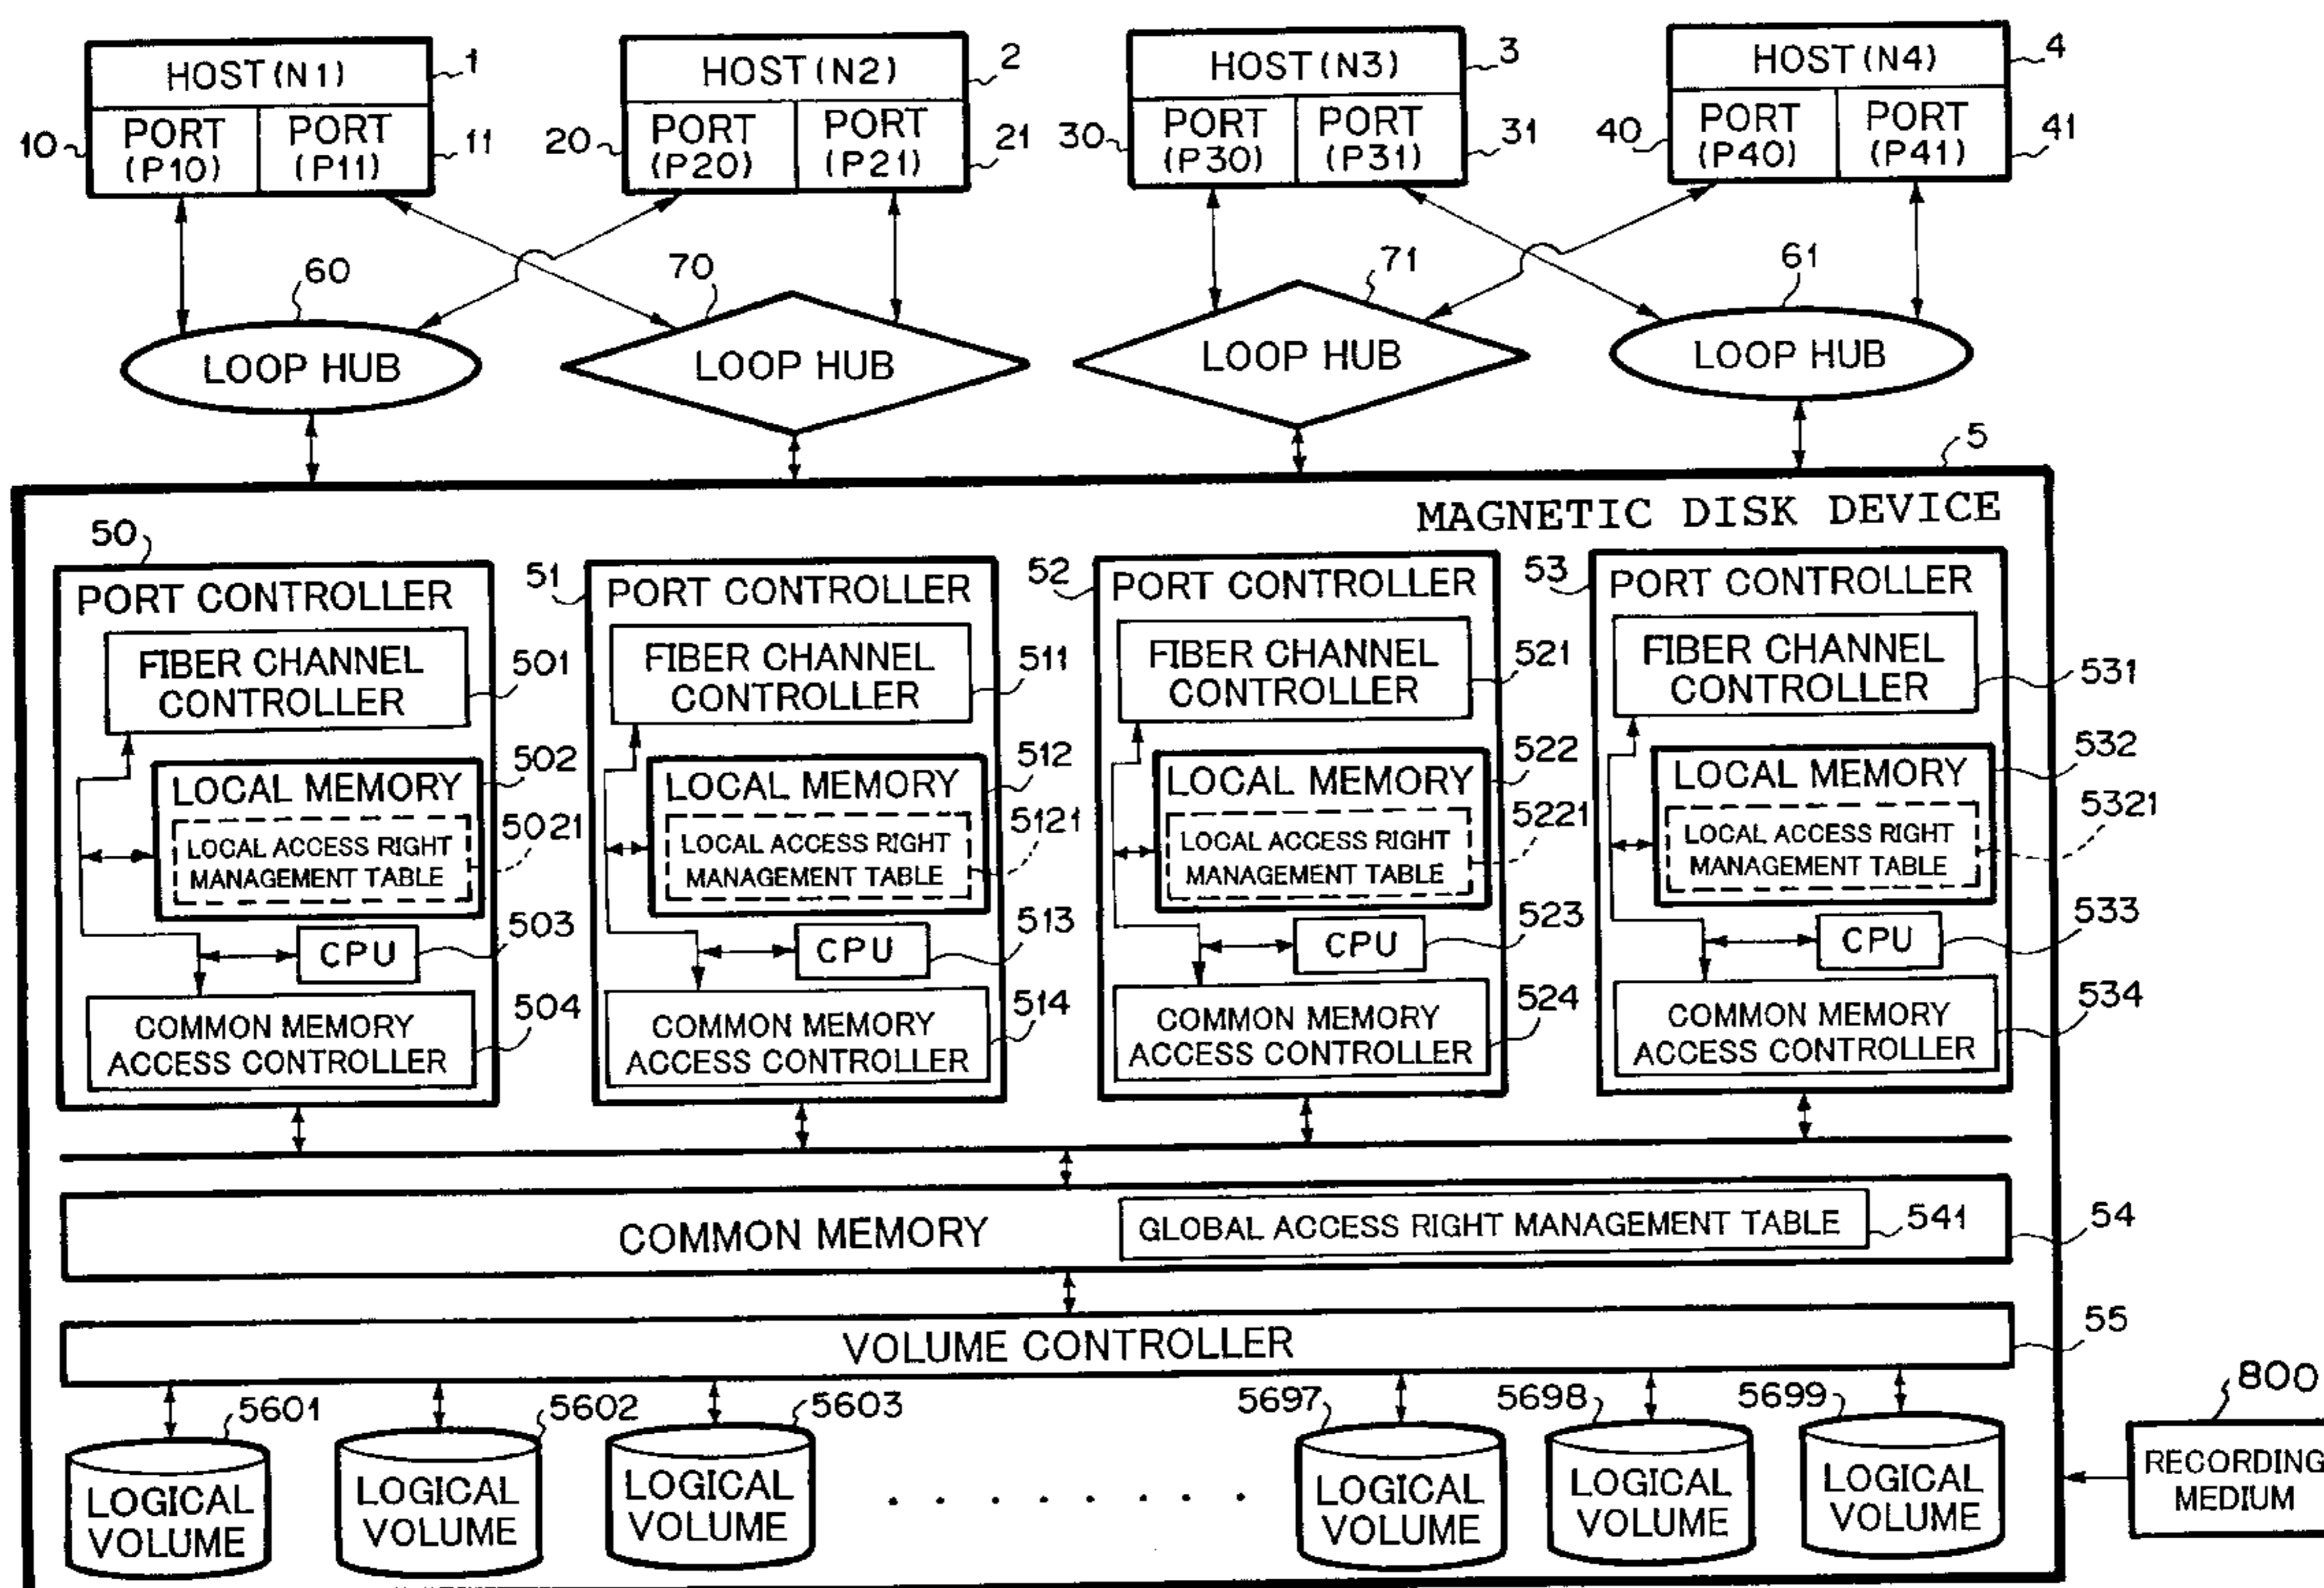 HOST(N1)
1
10
PORT
(P10)
PORT
(P11)
11
HOST(N2)
2
20
PORT
(P20)
PORT
(P21)
21
HOST(N3)
3
30
PORT
(P30)
PORT
(P31)
31
HOST(N4)
4
40
PORT
(P40)
PORT
(P41)
41
60
LOOP HUB
70
LOOP HUB
71
LOOP HUB
61
LOOP HUB
5
MAGNETIC DISK DEVICE
50
PORT CONTROLLER
FIBER CHANNEL
CONTROLLER
501
LOCAL MEMORY
502
LOCAL ACCESS RIGHT
MANAGEMENT TABLE
5021
CPU
503
COMMON MEMORY
ACCESS CONTROLLER
504
51
PORT CONTROLLER
FIBER CHANNEL
CONTROLLER
511
LOCAL MEMORY
512
LOCAL ACCESS RIGHT
MANAGEMENT TABLE
5121
CPU
513
COMMON MEMORY
ACCESS CONTROLLER
514
52
PORT CONTROLLER
FIBER CHANNEL
CONTROLLER
521
LOCAL MEMORY
522
LOCAL ACCESS RIGHT
MANAGEMENT TABLE
5221
CPU
523
COMMON MEMORY
ACCESS CONTROLLER
524
53
PORT CONTROLLER
FIBER CHANNEL
CONTROLLER
531
LOCAL MEMORY
532
LOCAL ACCESS RIGHT
MANAGEMENT TABLE
5321
CPU
533
COMMON MEMORY
ACCESS CONTROLLER
534
COMMON MEMORY
GLOBAL ACCESS RIGHT MANAGEMENT TABLE
541
54
VOLUME CONTROLLER
55
5601
LOGICAL
VOLUME
5602
LOGICAL
VOLUME
5603
LOGICAL
VOLUME
5697
LOGICAL
VOLUME
5698
LOGICAL
VOLUME
5699
LOGICAL
VOLUME
800
RECORDING
MEDIUM